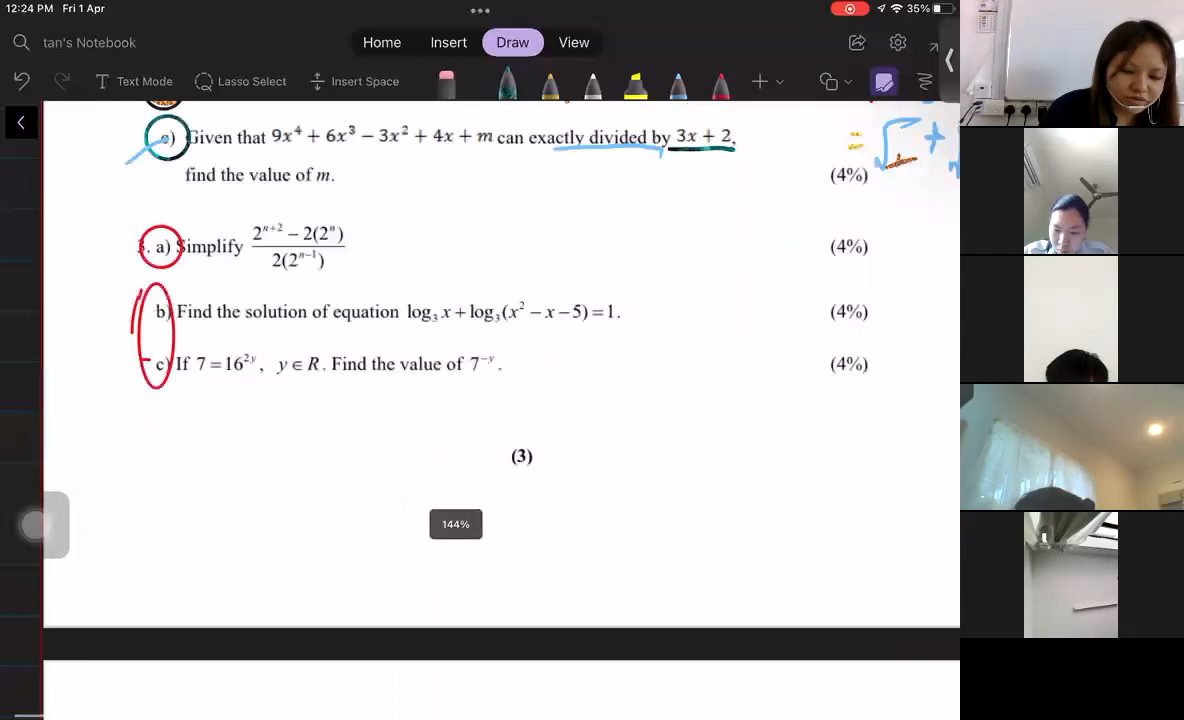 12:24 PM Fri 1 Apr
35%
tan's Notebook
Home Insert Draw View
Text Mode Lasso Select Insert Space
Given that 9x⁴ + 6x³ − 3x² + 4x + m can exactly divided by 3x + 2,
find the value of m. (4%)
= √ +
3. a) Simplify (2ⁿ⁺² − 2(2ⁿ)) / (2(2ⁿ⁻¹)) (4%)
b) Find the solution of equation log₃ x + log₃ (x² − x − 5) = 1. (4%)
c) If 7 = 16²ʸ, y ∈ R. Find the value of 7⁻ʸ. (4%)
(3)
144%